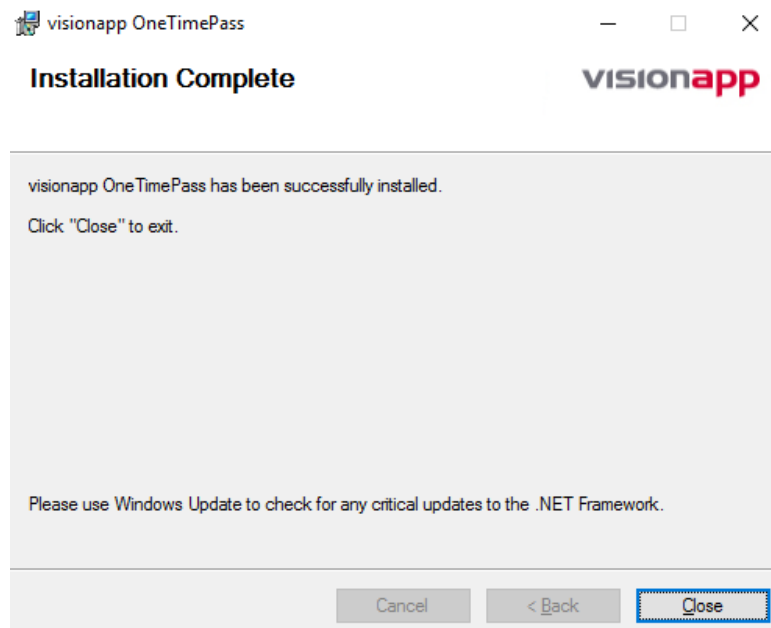 visionapp OneTimePass
Installation Complete
visionapp
visionapp OneTimePass has been successfully installed.
Click "Close" to exit.
Please use Windows Update to check for any critical updates to the .NET Framework.
Cancel
< Back
Close